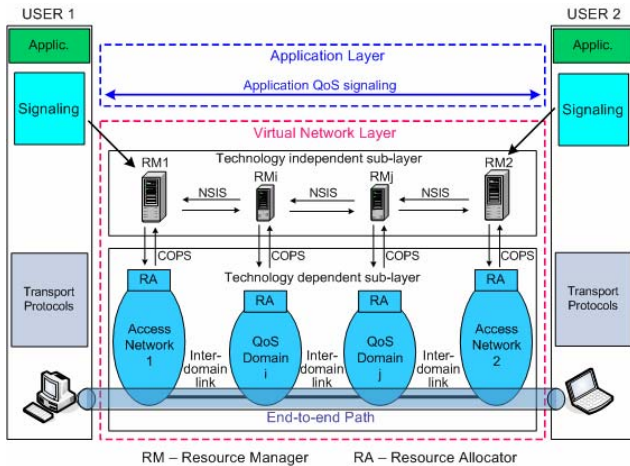 USER 1
USER 2
Applic.
Applic.
Application Layer
Application QoS signaling
Signaling
Signaling
Virtual Network Layer
Technology independent sub-layer
RM1
RMi
RMj
RM2
NSIS
NSIS
NSIS
COPS
COPS
COPS
COPS
Technology dependent sub-layer
RA
RA
RA
RA
Transport
Protocols
Transport
Protocols
Access
Network
1
QoS
Domain
i
QoS
Domain
j
Access
Network
2
Inter-
domain
link
Inter-
domain
link
Inter-
domain
link
End-to-end Path
RM – Resource Manager
RA – Resource Allocator